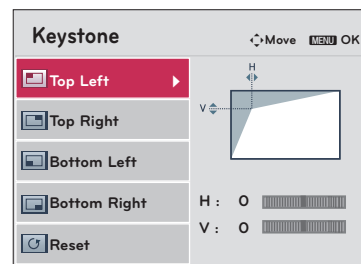 Keystone
Move MENU OK
Top Left
Top Right
Bottom Left
Bottom Right
Reset
H
V
H : 0
V : 0